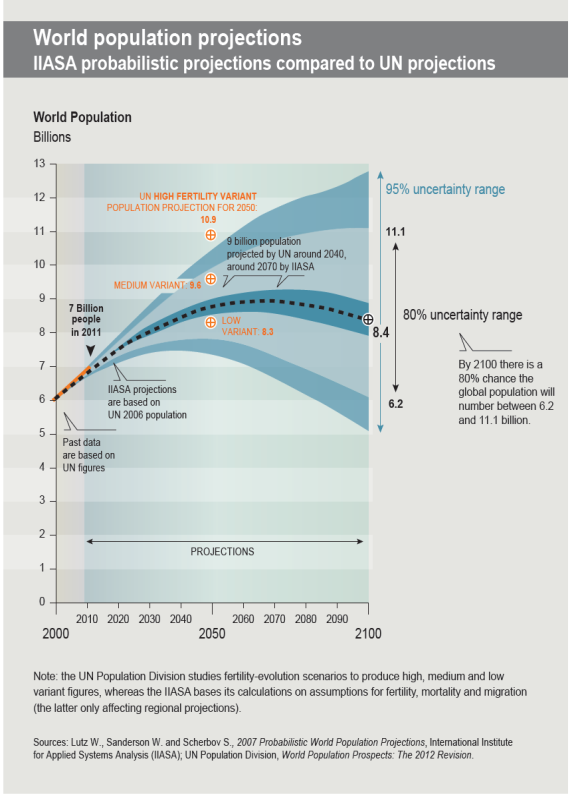 World population projections
IIASA probabilistic projections compared to UN projections
World Population
Billions
13
12
11
10
9
8
7
6
5
4
3
2
1
0
UN HIGH FERTILITY VARIANT
POPULATION PROJECTION FOR 2050:
10.9
MEDIUM VARIANT: 9.6
9 billion population
projected by UN around 2040,
around 2070 by IIASA
LOW
VARIANT: 8.3
7 Billion
people
in 2011
IIASA projections
are based on
UN 2006 population
Past data
are based on
UN figures
PROJECTIONS
95% uncertainty range
11.1
80% uncertainty range
8.4
6.2
By 2100 there is a
80% chance the
global population will
number between 6.2
and 11.1 billion.
2010 2020 2030 2040 2060 2070 2080 2090
2000 2050 2100
Note: the UN Population Division studies fertility-evolution scenarios to produce high, medium and low
variant figures, whereas the IIASA bases its calculations on assumptions for fertility, mortality and migration
(the latter only affecting regional projections).
Sources: Lutz W., Sanderson W. and Scherbov S., 2007 Probabilistic World Population Projections, International Institute
for Applied Systems Analysis (IIASA); UN Population Division, World Population Prospects: The 2012 Revision.